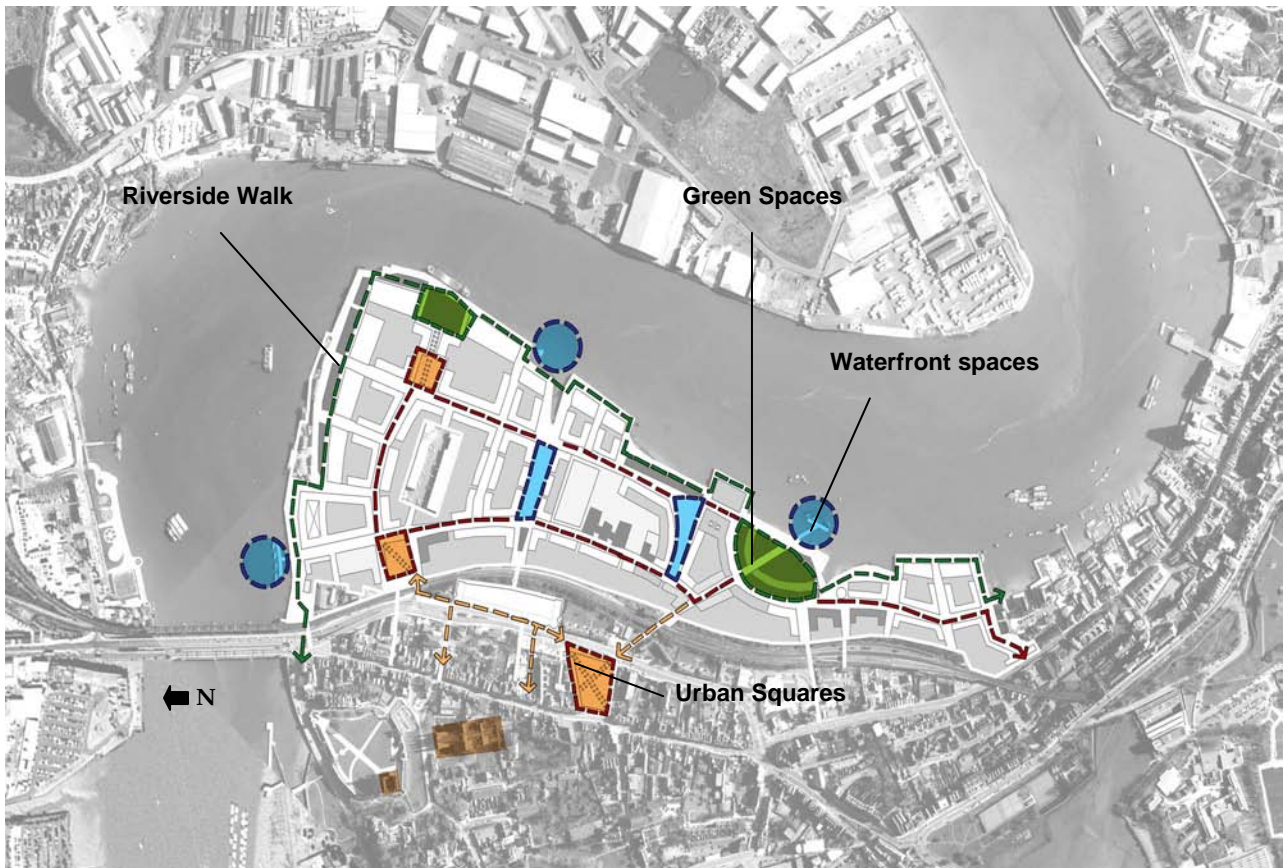 Riverside Walk
Green Spaces
Waterfront spaces
Urban Squares
N